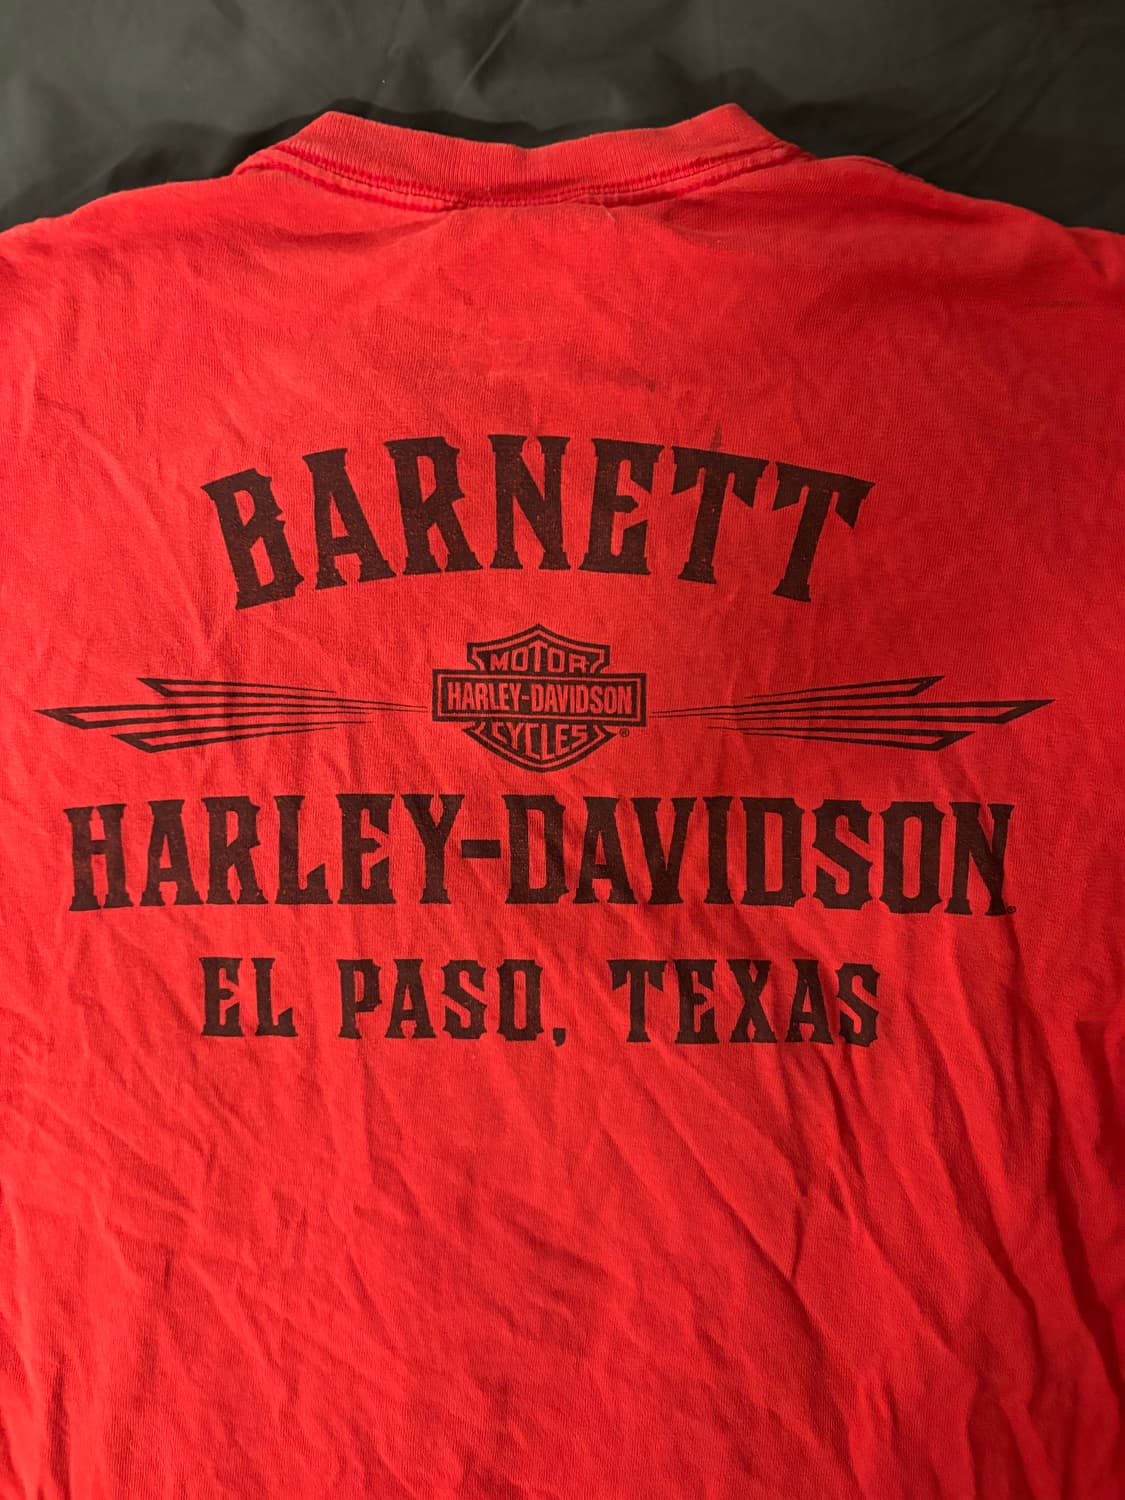 BARNETT
MOTOR
HARLEY-DAVIDSON
CYCLES®
HARLEY-DAVIDSON®
EL PASO, TEXAS